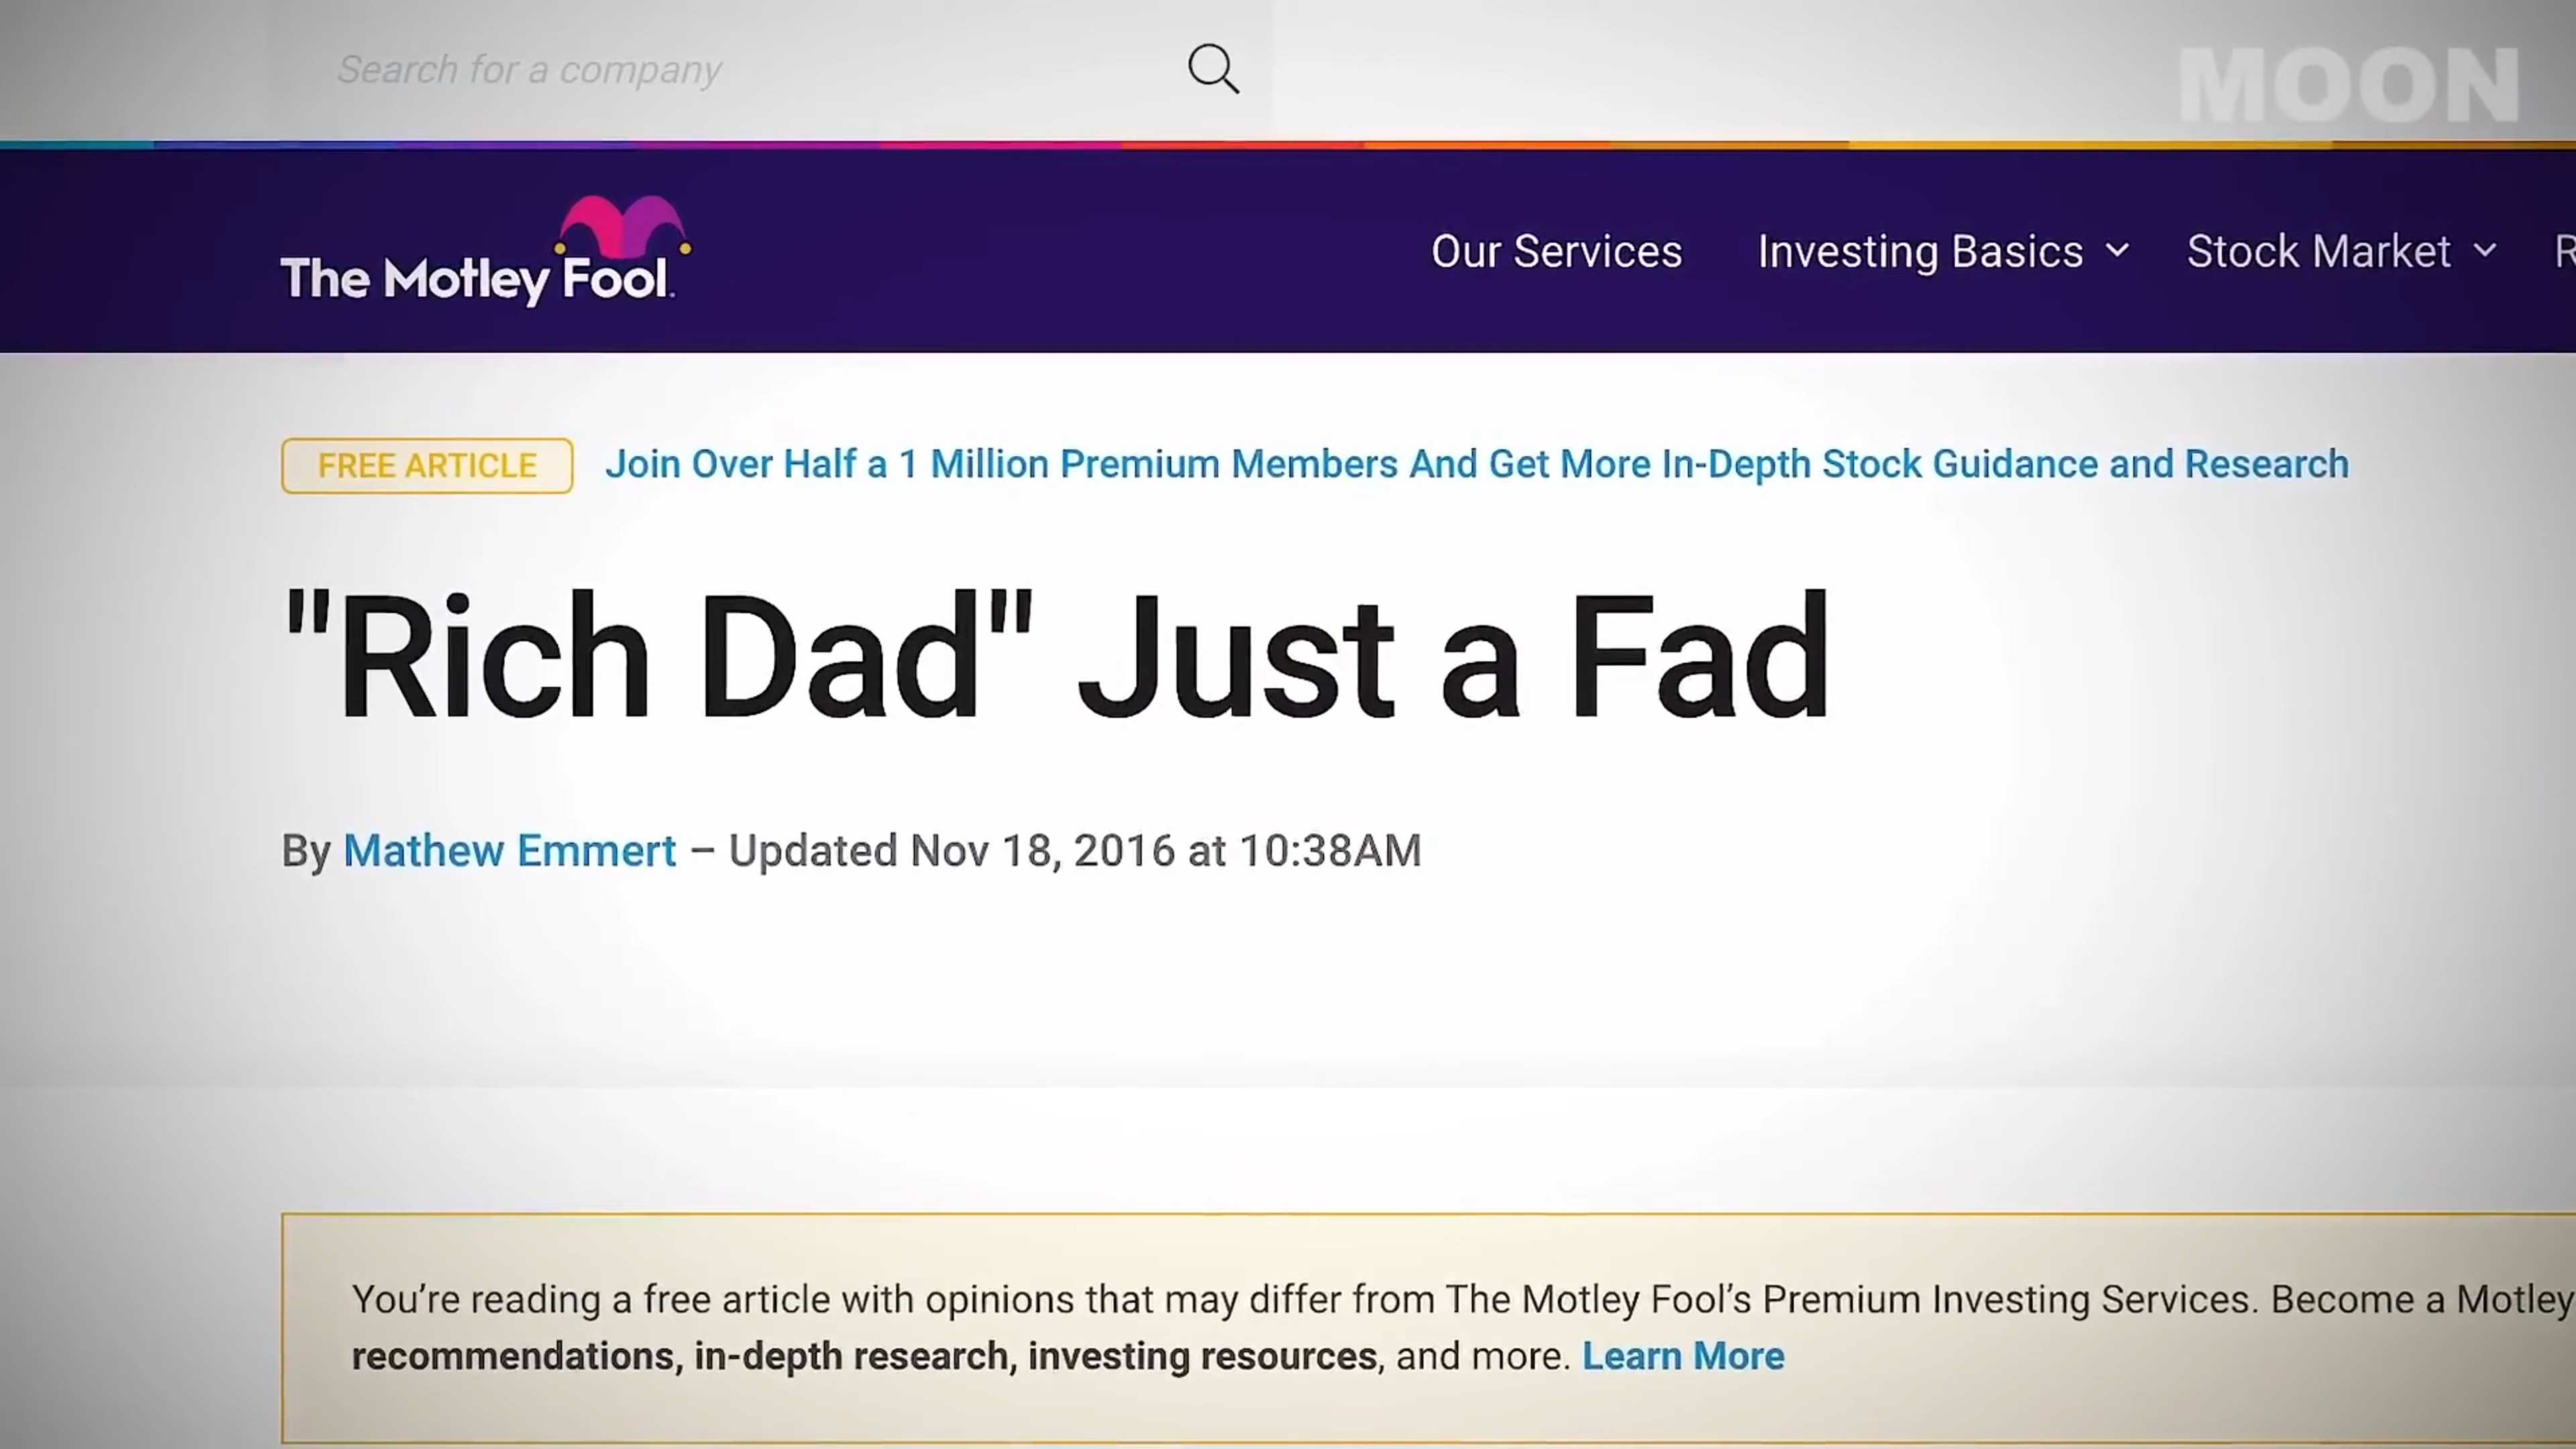 Search for a company
MOON
The Motley Fool.
Our Services
Investing Basics
Stock Market
FREE ARTICLE
Join Over Half a 1 Million Premium Members And Get More In-Depth Stock Guidance and Research
"Rich Dad" Just a Fad
By Mathew Emmert – Updated Nov 18, 2016 at 10:38AM
You’re reading a free article with opinions that may differ from The Motley Fool’s Premium Investing Services. Become a Motley
recommendations, in-depth research, investing resources, and more. Learn More